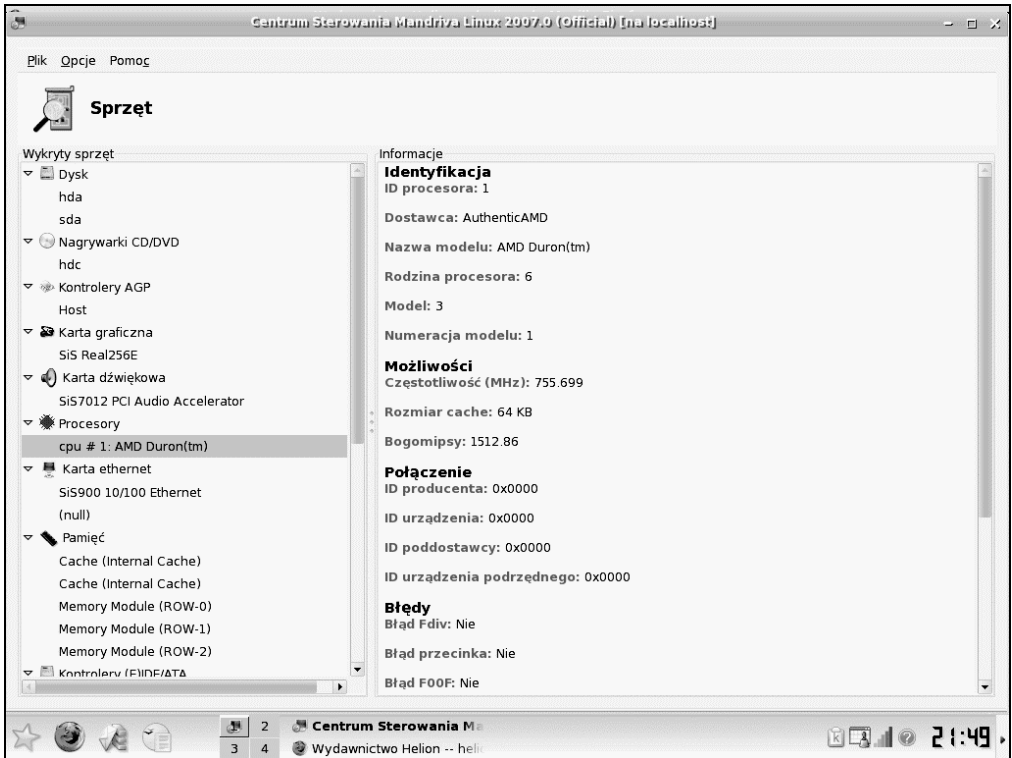 Centrum Sterowania Mandriva Linux 2007.0 (Official) [na localhost]
Plik Opcje Pomoc
Sprzęt
Wykryty sprzęt
Dysk
hda
sda
Nagrywarki CD/DVD
hdc
Kontrolery AGP
Host
Karta graficzna
SiS Real256E
Karta dźwiękowa
SiS7012 PCI Audio Accelerator
Procesory
cpu # 1: AMD Duron(tm)
Karta ethernet
SiS900 10/100 Ethernet
(null)
Pamięć
Cache (Internal Cache)
Cache (Internal Cache)
Memory Module (ROW-0)
Memory Module (ROW-1)
Memory Module (ROW-2)
Kontrolery (E)IDE/ATA
Informacje
Identyfikacja
ID procesora: 1
Dostawca: AuthenticAMD
Nazwa modelu: AMD Duron(tm)
Rodzina procesora: 6
Model: 3
Numeracja modelu: 1
Możliwości
Częstotliwość (MHz): 755.699
Rozmiar cache: 64 KB
Bogomipsy: 1512.86
Połączenie
ID producenta: 0x0000
ID urządzenia: 0x0000
ID poddostawcy: 0x0000
ID urządzenia podrzędnego: 0x0000
Błędy
Błąd Fdiv: Nie
Błąd przecinka: Nie
Błąd F00F: Nie
2
3 4
Centrum Sterowania Ma
Wydawnictwo Helion -- heli
21:49